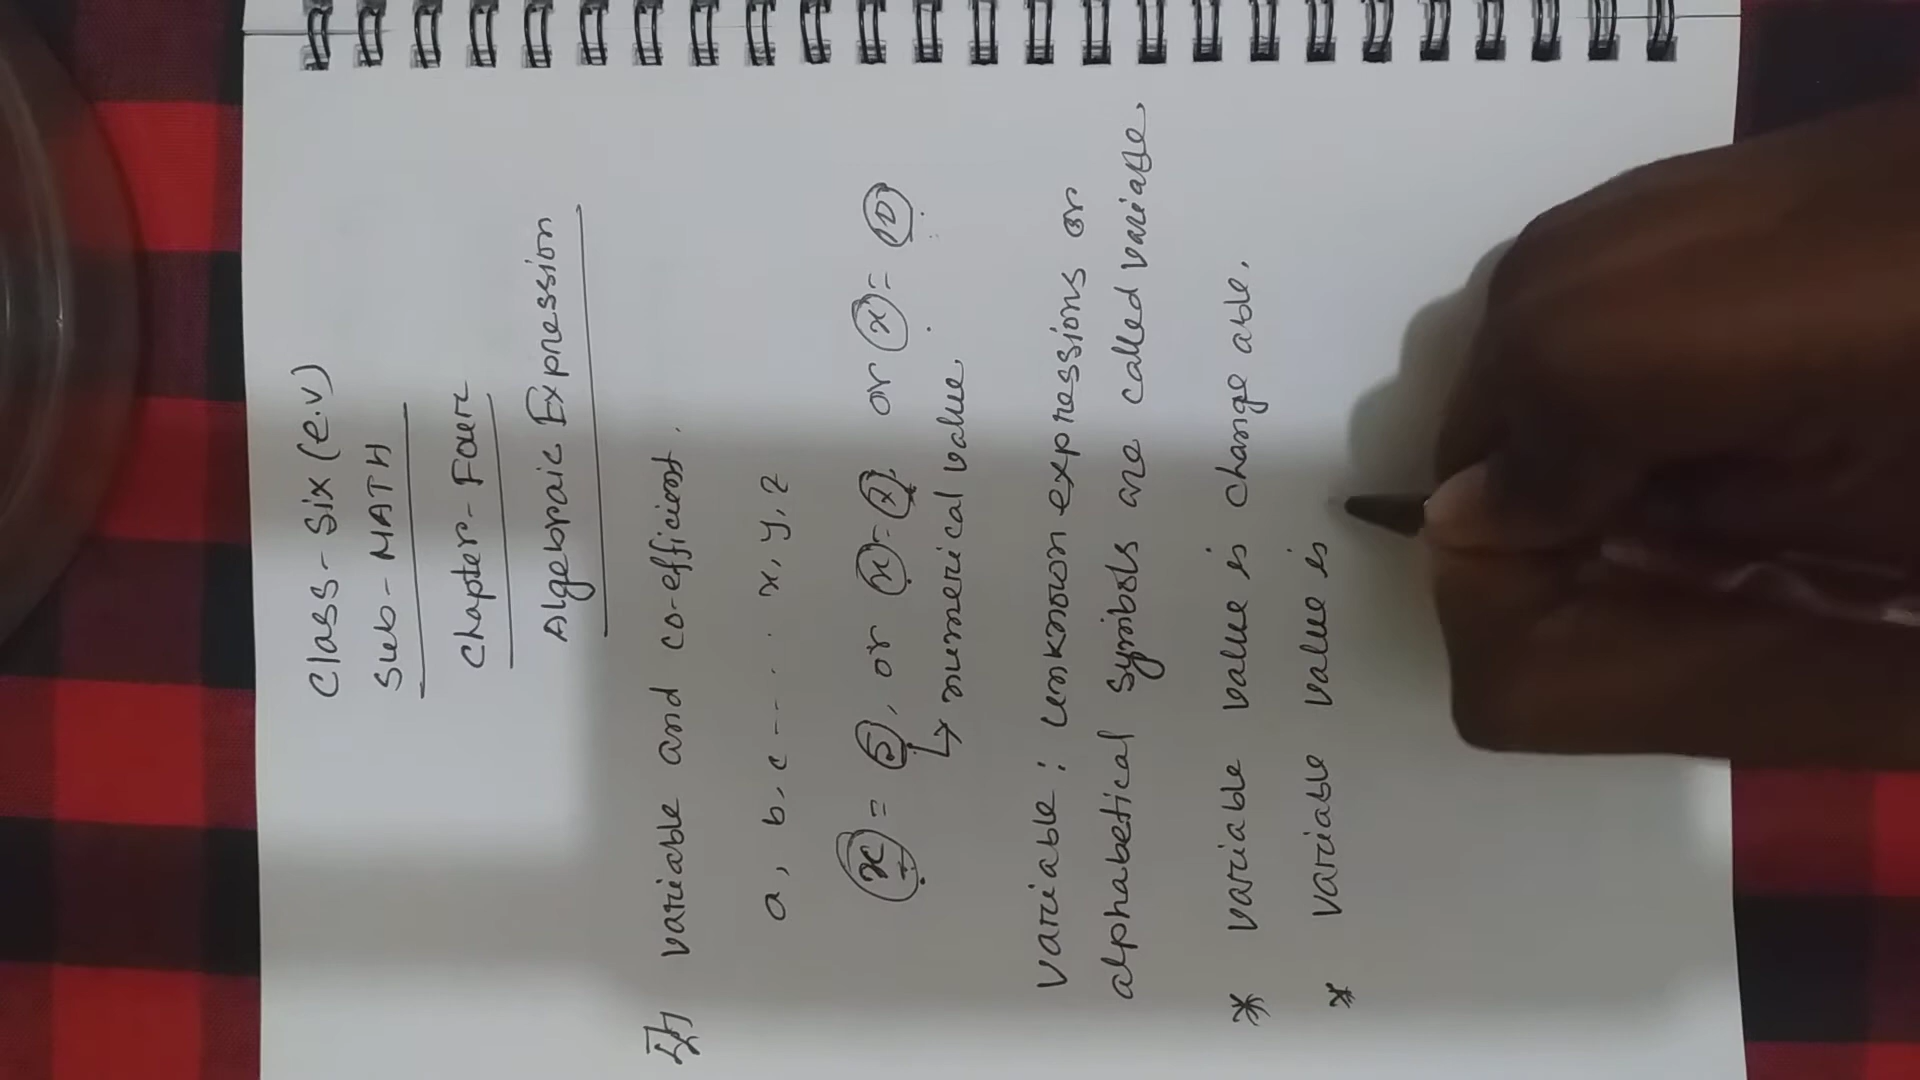 Class-Six (e.v)
Sub-MATH
Chapter-Four
Algebraic Expression
variable and co-efficient.
a, b, c --... x, y, z
x = 5, or x = or x = 10
↳ numerical value
variable : unknown expressions or
alphabetical symbols are called variable.
* variable value is change able.
* variable value is